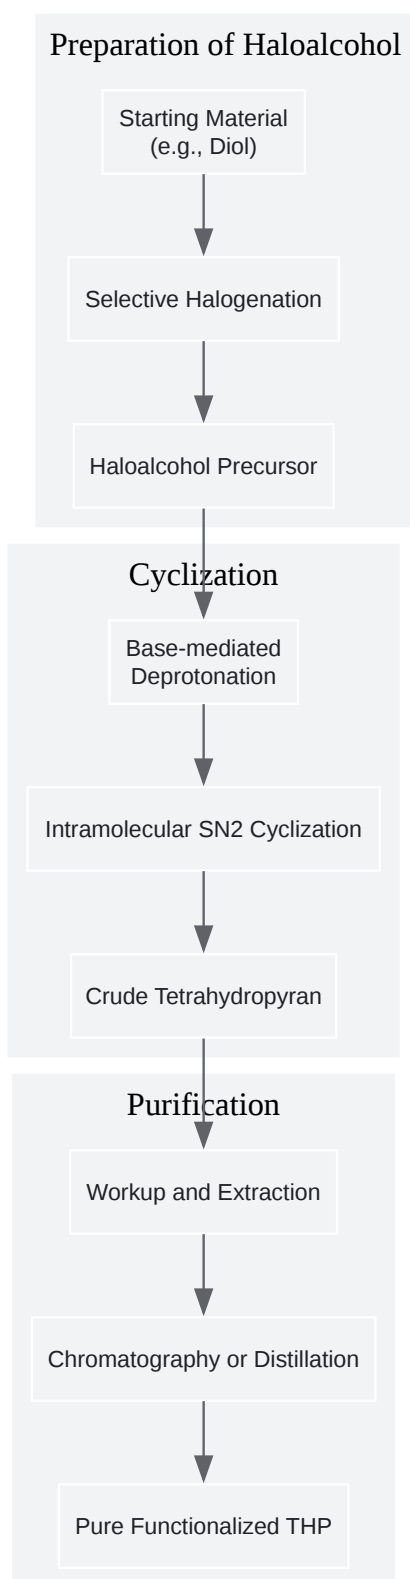 Preparation of Haloalcohol
Starting Material
(e.g., Diol)
Selective Halogenation
Haloalcohol Precursor
Cyclization
Base-mediated
Deprotonation
Intramolecular SN2 Cyclization
Crude Tetrahydropyran
Purification
Workup and Extraction
Chromatography or Distillation
Pure Functionalized THP